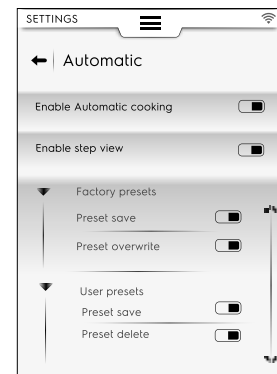 SETTINGS
Automatic
Enable Automatic cooking
Enable step view
Factory presets
Preset save
Preset overwrite
User presets
Preset save
Preset delete